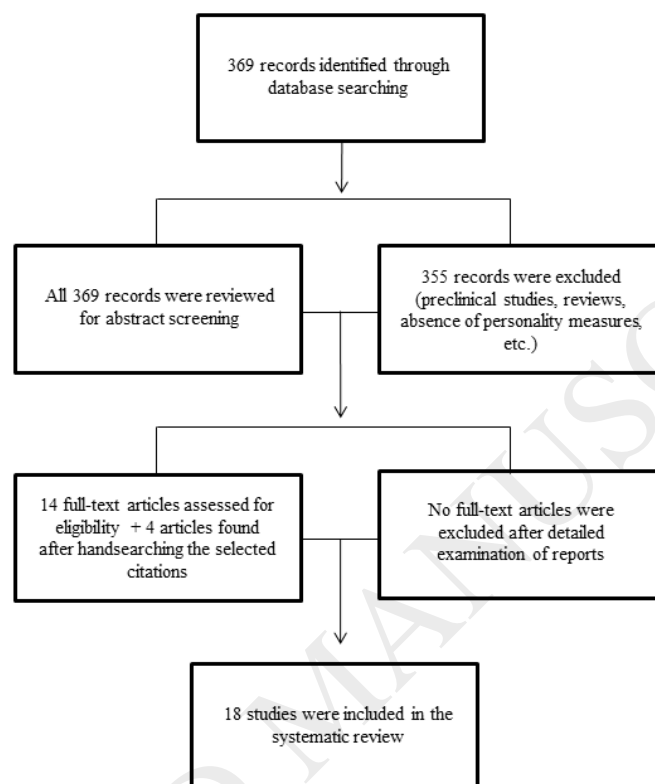 369 records identified through
database searching
All 369 records were reviewed
for abstract screening
355 records were excluded
(preclinical studies, reviews,
absence of personality measures,
etc.)
14 full-text articles assessed for
eligibility + 4 articles found
after handsearching the selected
citations
No full-text articles were
excluded after detailed
examination of reports
18 studies were included in the
systematic review
MANUSC